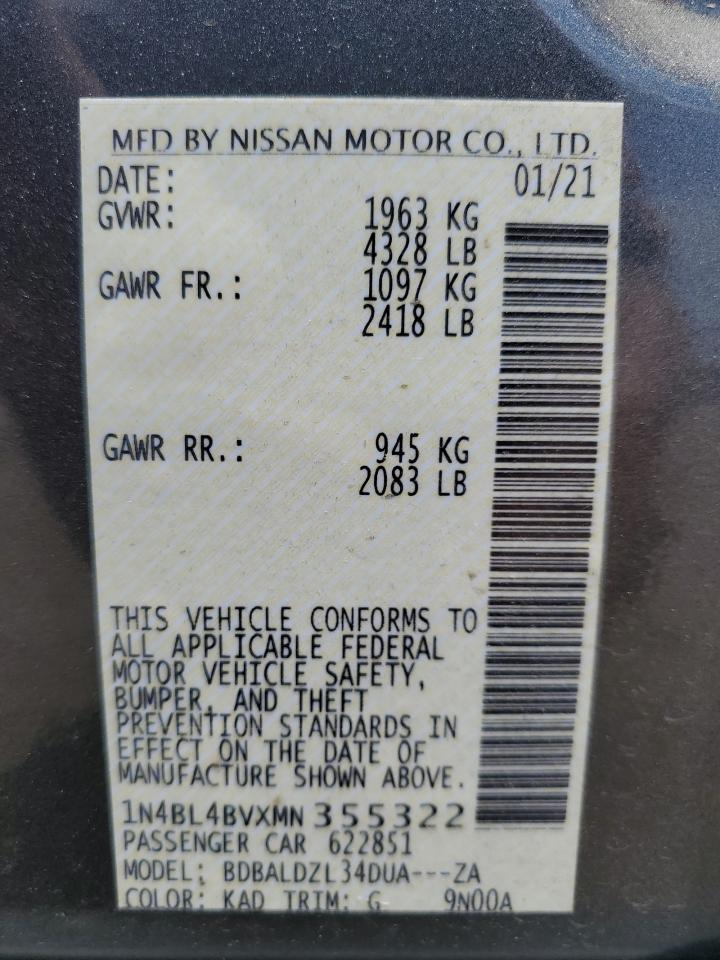 MFD BY NISSAN MOTOR CO., LTD.
DATE: 01/21
GVWR: 1963 KG
4328 LB
GAWR FR.: 1097 KG
2418 LB
GAWR RR.: 945 KG
2083 LB
THIS VEHICLE CONFORMS TO
ALL APPLICABLE FEDERAL
MOTOR VEHICLE SAFETY,
BUMPER, AND THEFT
PREVENTION STANDARDS IN
EFFECT ON THE DATE OF
MANUFACTURE SHOWN ABOVE.
1N4BL4BVXMN355322
PASSENGER CAR 622851
MODEL: BDBALDZL34DUA---ZA
COLOR: KAD TRIM: G 9N00A